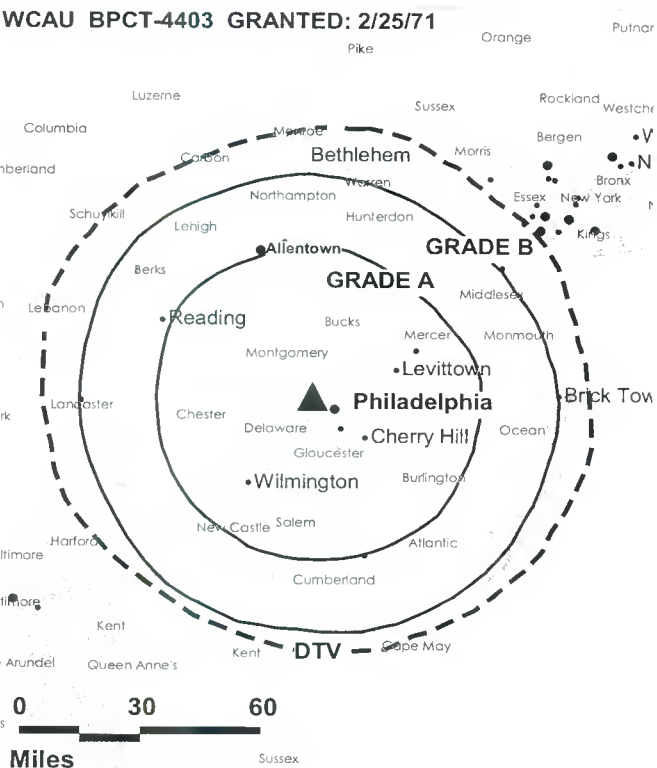 WCAU BPCT-4403 GRANTED: 2/25/71
Orange
Pike
Luzerne
Sussex
Rockland
Columbia
Monroe
Bethlehem
Morris
Bergen
Carbon
Warren
Bronx
Northampton
Essex
New York
Schuylkill
Lehigh
Hunterdon
Kings
Allentown
GRADE B
Berks
GRADE A
Middlesex
Lebanon
Reading
Bucks
Mercer
Monmouth
Montgomery
Levittown
Lancaster
Philadelphia
Brick Tow
Chester
Delaware
Cherry Hill
Ocean
Gloucester
Wilmington
Burlington
New Castle
Salem
Harford
Atlantic
Cumberland
Kent
Kent
DTV
Cape May
Arundel
Queen Anne's
0 30 60
Miles
Sussex